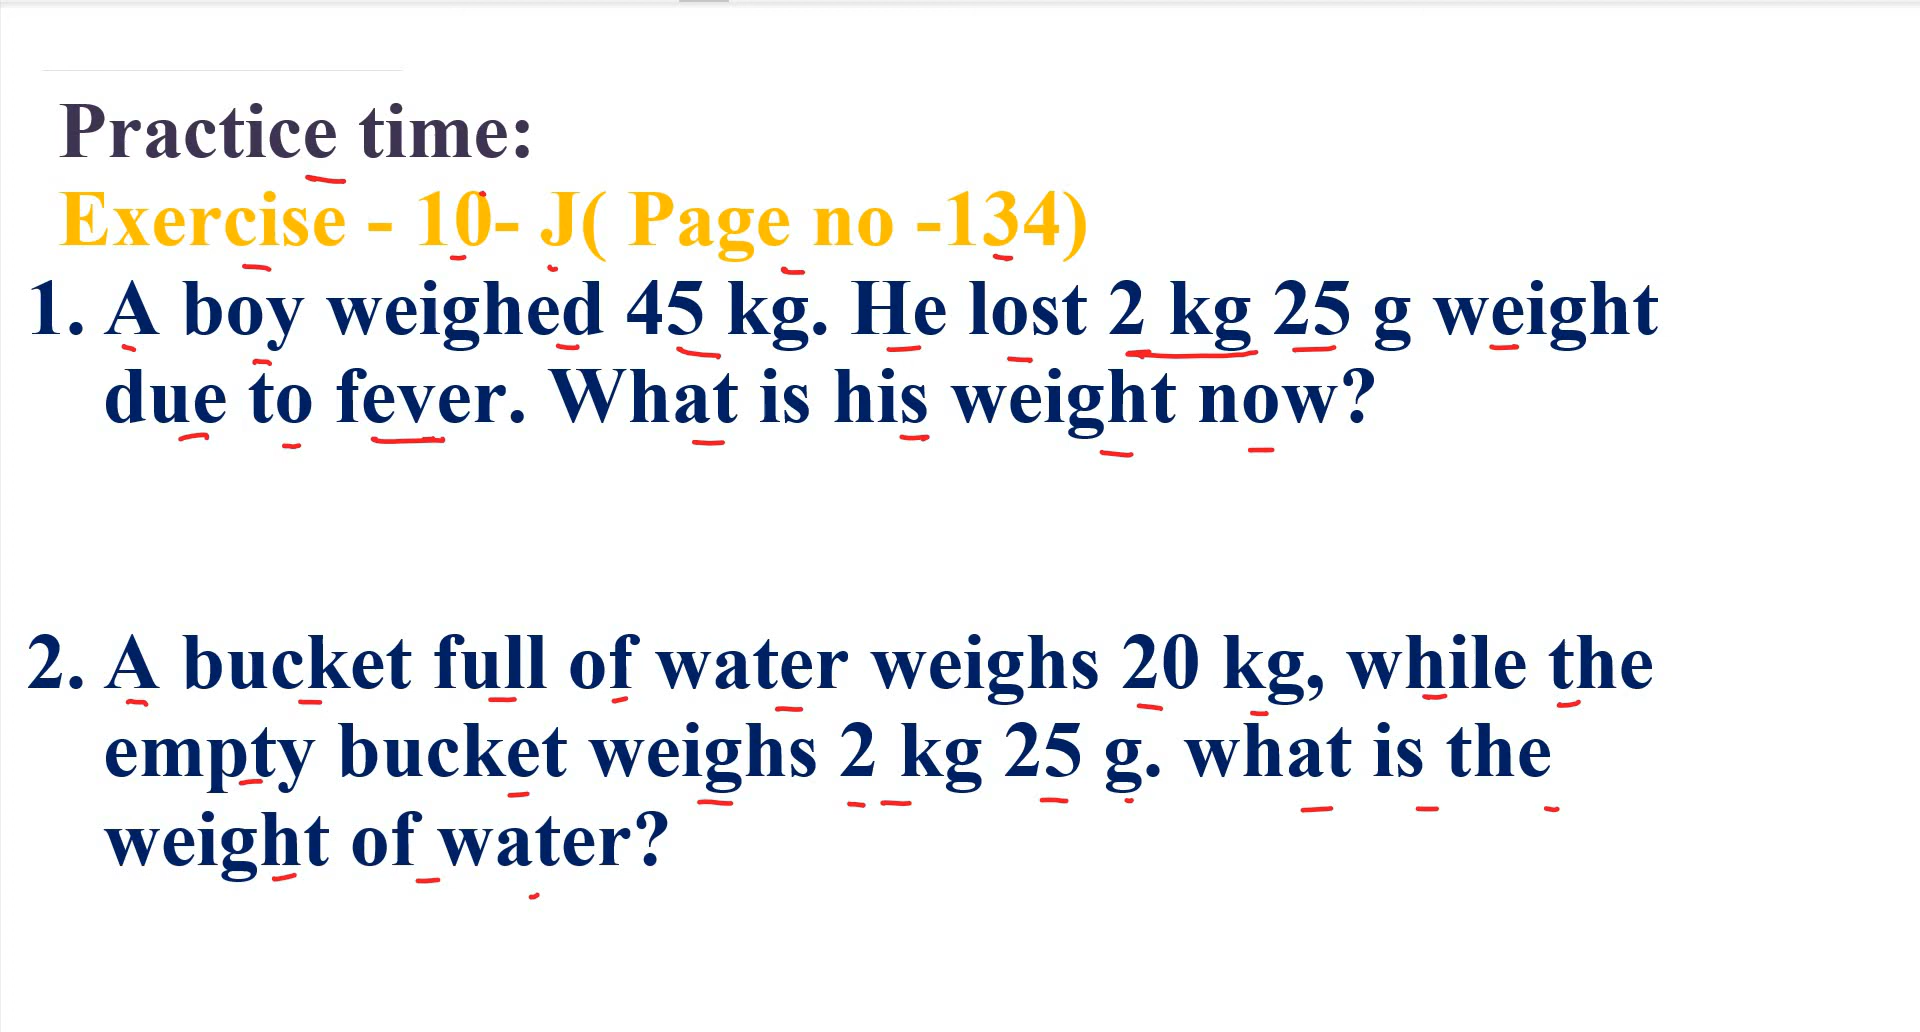 Practice time:
Exercise - 10- J( Page no -134)
1. A boy weighed 45 kg. He lost 2 kg 25 g weight
due to fever. What is his weight now?
2. A bucket full of water weighs 20 kg, while the
empty bucket weighs 2 kg 25 g. what is the
weight of water?